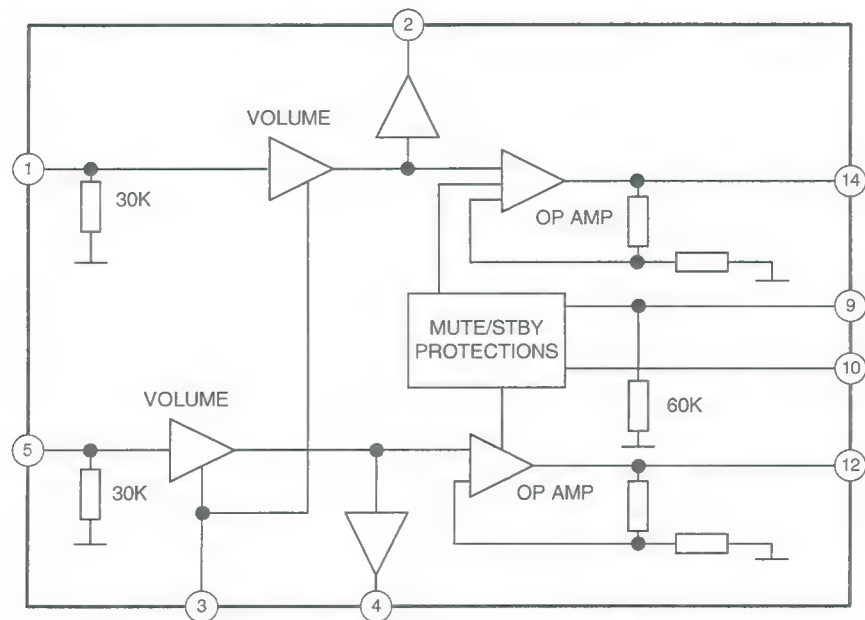 2
VOLUME
1
14
30K
OP AMP
9
MUTE/STBY
PROTECTIONS
10
VOLUME
60K
5
12
30K
OP AMP
3
4